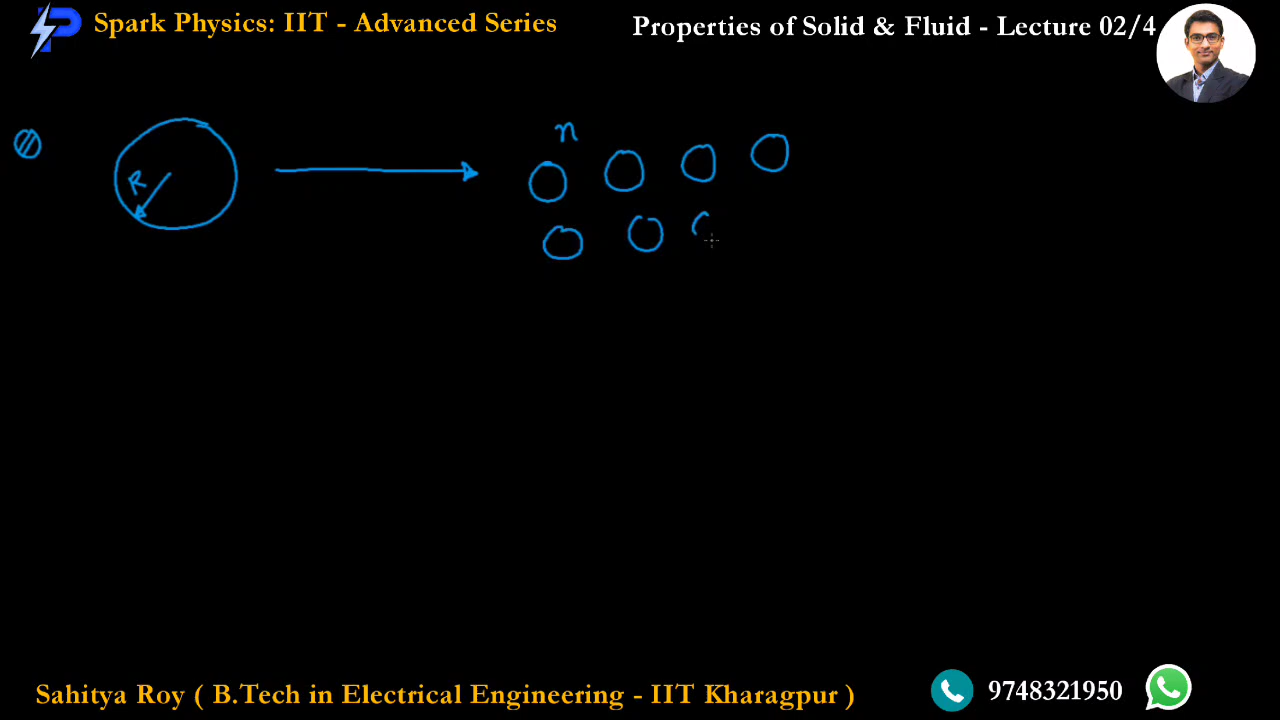 Spark Physics: IIT - Advanced Series
Properties of Solid & Fluid - Lecture 02/4
n
R
Sahitya Roy ( B.Tech in Electrical Engineering - IIT Kharagpur )
9748321950